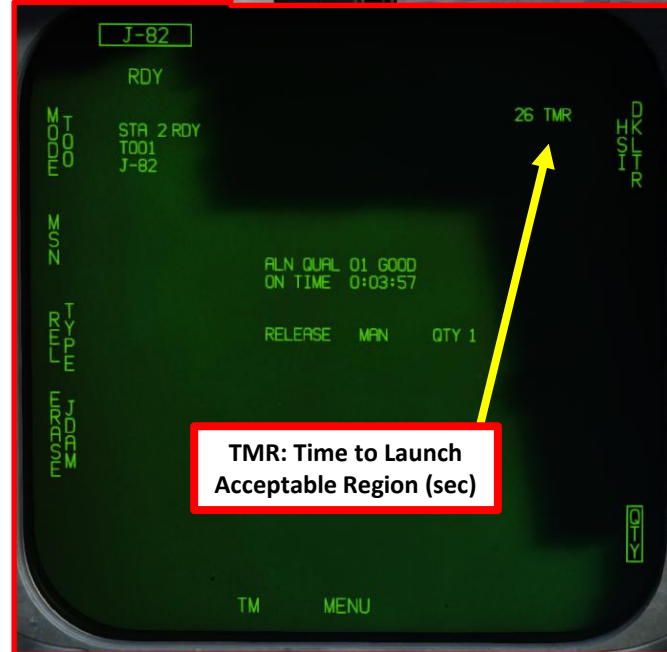 J-82
RDY
26 TMR
MODE
TOO
STA 2 RDY
T001
J-82
HSI
DKLTR
MSN
ALN QUAL 01 GOOD
ON TIME 0:03:57
REL
TYPE
RELEASE MAN QTY 1
ERASE
JDAM
TMR: Time to Launch
Acceptable Region (sec)
QTY
TM MENU